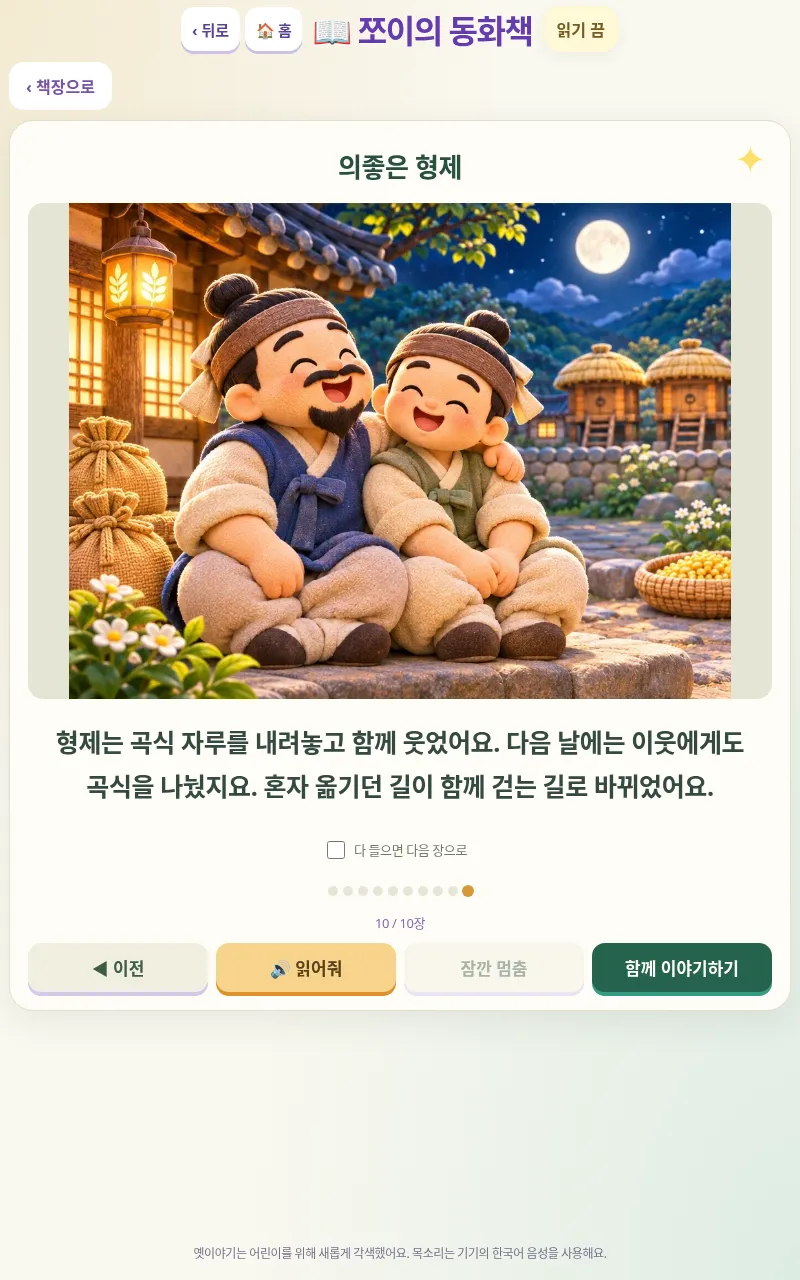 ‹ 뒤로
🏠 홈
📖 쪼이의 동화책
읽기 끝
‹ 책장으로
의좋은 형제
형제는 곡식 자루를 내려놓고 함께 웃었어요. 다음 날에는 이웃에게도
곡식을 나눴지요. 혼자 옮기던 길이 함께 걷는 길로 바뀌었어요.
다 들으면 다음 장으로
10 / 10장
◀ 이전
🔊 읽어줘
잠깐 멈춤
함께 이야기하기
옛이야기는 어린이를 위해 새롭게 각색했어요. 목소리는 기기의 한국어 음성을 사용해요.